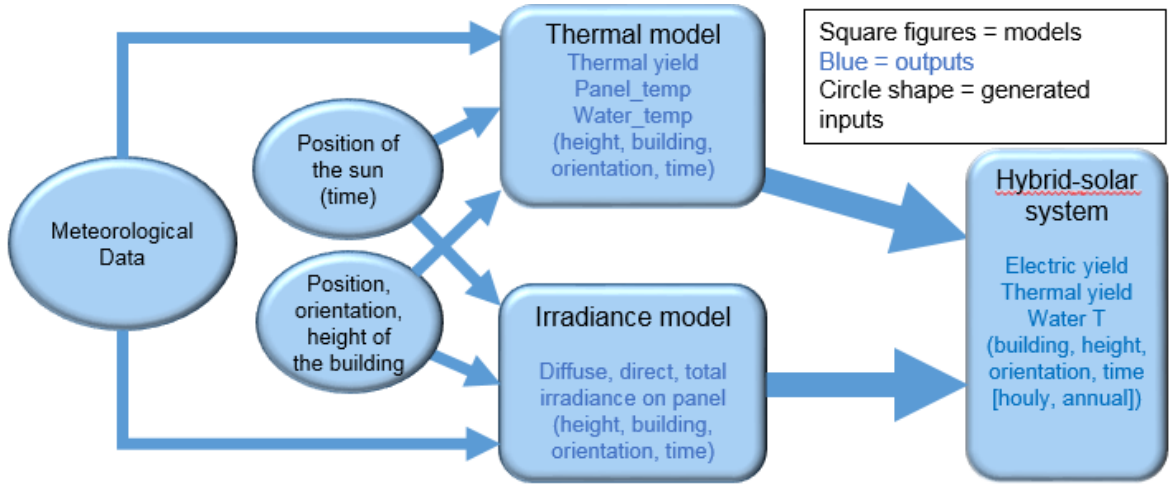 Meteorological
Data
Position of
the sun
(time)
Position,
orientation,
height of
the building
Thermal model
Thermal yield
Panel_temp
Water_temp
(height, building,
orientation, time)
Irradiance model
Diffuse, direct, total
irradiance on panel
(height, building,
orientation, time)
Square figures = models
Blue = outputs
Circle shape = generated
inputs
Hybrid-solar
system
Electric yield
Thermal yield
Water T
(building, height,
orientation, time
[houly, annual])